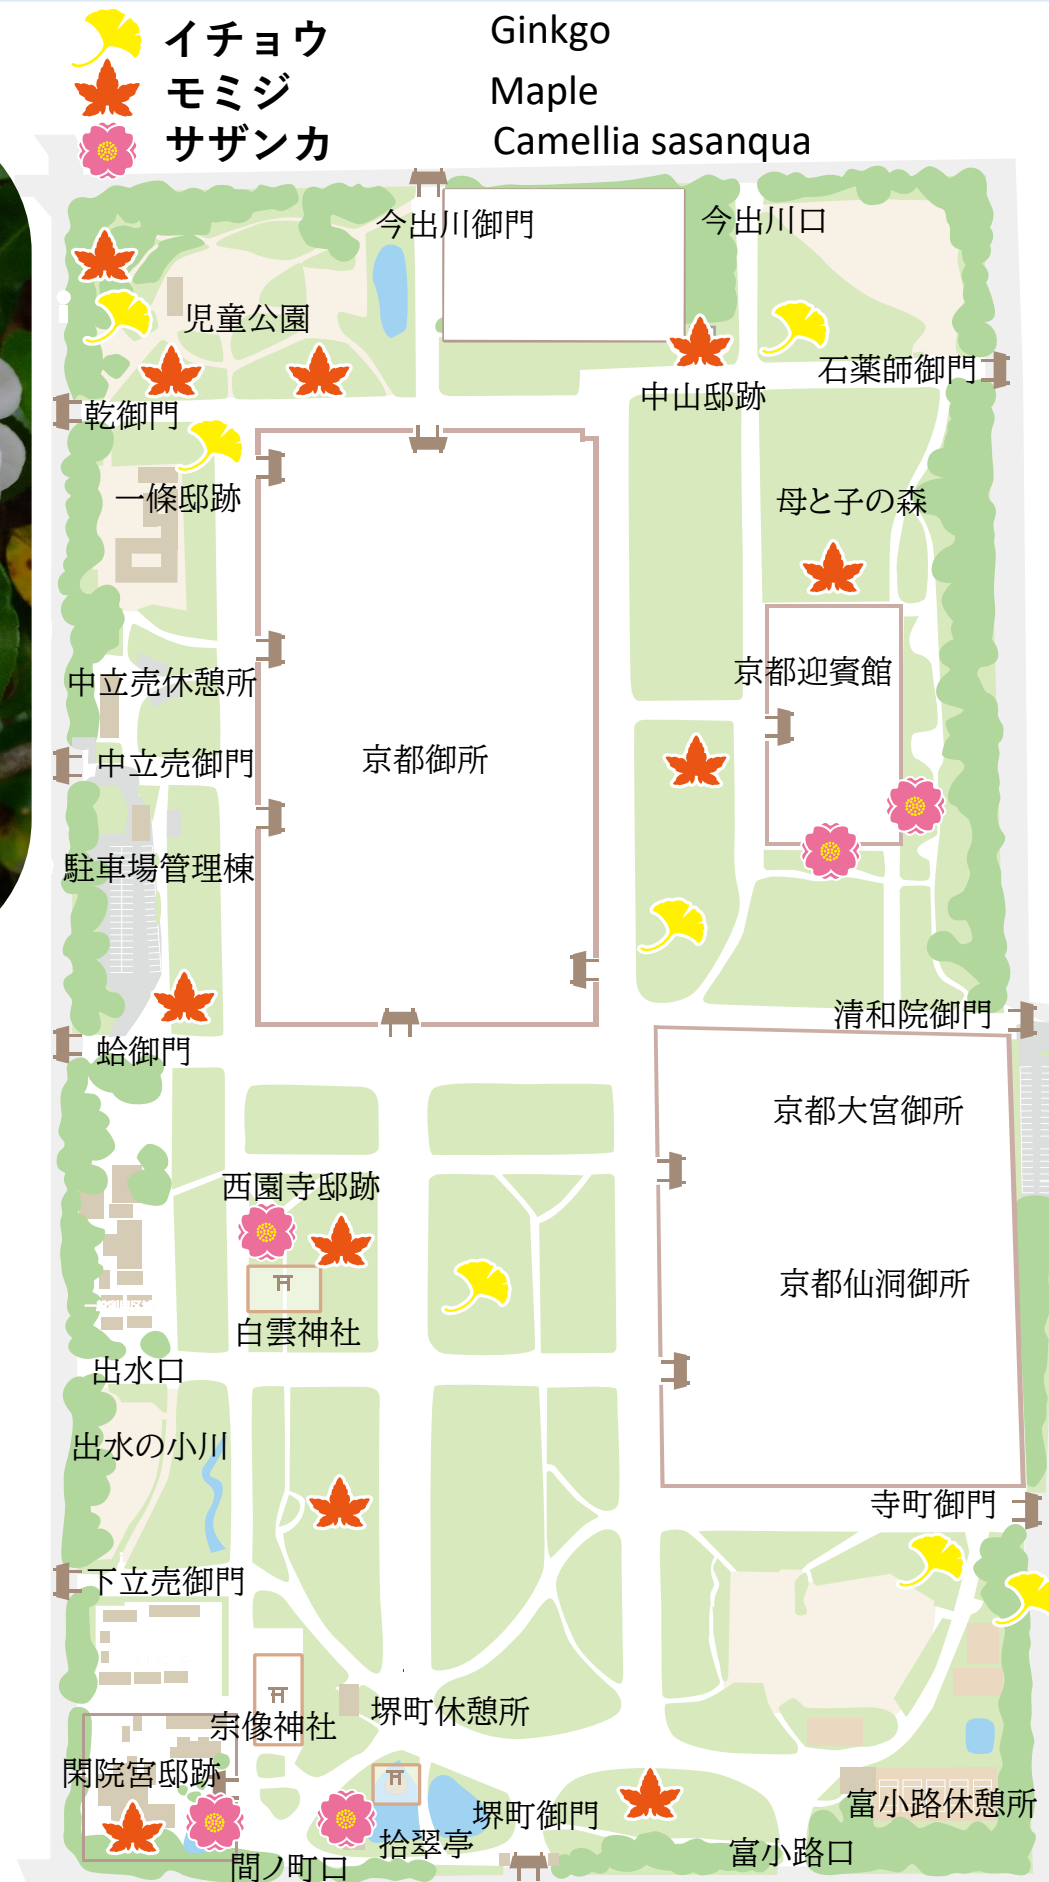 イチョウ Ginkgo
モミジ Maple
サザンカ Camellia sasanqua
今出川御門
今出川口
児童公園
石薬師御門
中山邸跡
乾御門
一條邸跡
母と子の森
京都迎賓館
中立売休憩所
中立売御門
京都御所
駐車場管理棟
清和院御門
蛤御門
京都大宮御所
西園寺邸跡
京都仙洞御所
白雲神社
出水口
出水の小川
寺町御門
下立売御門
宗像神社
堺町休憩所
閑院宮邸跡
堺町御門
富小路休憩所
拾翠亭
富小路口
間ノ町口